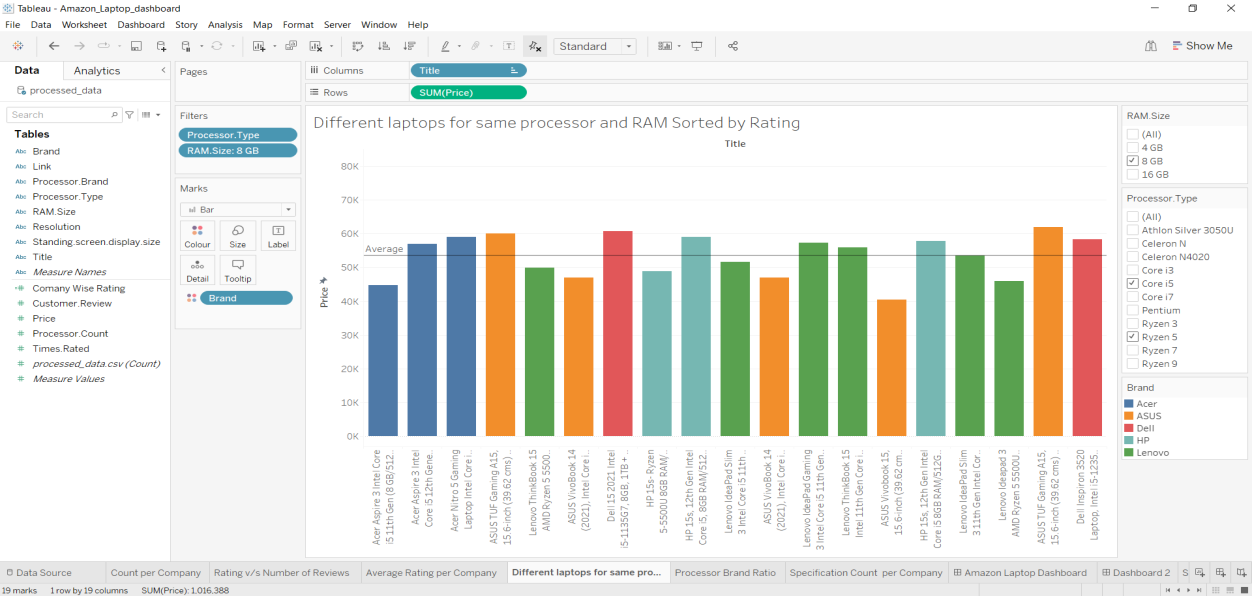 Tableau - Amazon_Laptop_dashboard
File Data Worksheet Dashboard Story Analysis Map Format Server Window Help
Standard
Show Me
Data Analytics
processed_data
Search
Tables
Abc Brand
Abc Link
Abc Processor.Brand
Abc Processor.Type
Abc RAM.Size
Abc Resolution
Abc Standing.screen.display.size
Abc Title
Abc Measure Names
Comany Wise Rating
Customer.Review
Price
Processor.Count
Times.Rated
processed_data.csv (Count)
Measure Values
Pages
Filters
Processor.Type
RAM.Size: 8 GB
Marks
Bar
Colour Size Label
Detail Tooltip
Brand
Columns Title
Rows SUM(Price)
Different laptops for same processor and RAM Sorted by Rating
Title
80K
70K
60K
50K
40K
30K
20K
10K
0K
Price
Average
Acer Aspire 3 Intel Core
i5 11th Gen (8 GB/512..
Acer Aspire 3 Intel
Core i5 12th Gene..
Acer Nitro 5 Gaming
Laptop Intel Core i..
ASUS TUF Gaming A15,
15.6-inch (39.62 cms) ..
Lenovo ThinkBook 15
AMD Ryzen 5 5500..
ASUS VivoBook 14
(2021), Intel Core i..
Dell 15 2021 Intel
i5-1135G7, 8GB, 1TB + ..
HP 15s- Ryzen
5-5500U 8GB RAM/..
HP 15s, 12th Gen Intel
Core i5, 8GB RAM/512..
Lenovo IdeaPad Slim
3 Intel Core i5 11th ..
ASUS VivoBook 14
(2021), Intel Core i..
Lenovo IdeaPad Gaming
3 Intel Core i5 11th Gen..
Lenovo ThinkBook 15
Intel 11th Gen Core i..
ASUS Vivobook 15,
15.6-inch (39.62 cm..
HP 15s, 12th Gen Intel
Core i5 8GB RAM/512G..
Lenovo IdeaPad Slim
3 11th Gen Intel Cor..
Lenovo Ideapad 3
AMD Ryzen 5 5500U..
ASUS TUF Gaming A15,
15.6-inch (39.62 cms) ..
Dell Inspiron 3520
Laptop, Intel i5-1235..
RAM.Size
(All)
4 GB
8 GB
16 GB
Processor.Type
(All)
Athlon Silver 3050U
Celeron N
Celeron N4020
Core i3
Core i5
Core i7
Pentium
Ryzen 3
Ryzen 5
Ryzen 7
Ryzen 9
Brand
Acer
ASUS
Dell
HP
Lenovo
Data Source Count per Company Rating v/s Number of Reviews Average Rating per Company Different laptops for same pro... Processor Brand Ratio Specification Count per Company Amazon Laptop Dashboard Dashboard 2 S
19 marks 1 row by 19 columns SUM(Price): 1,016,388